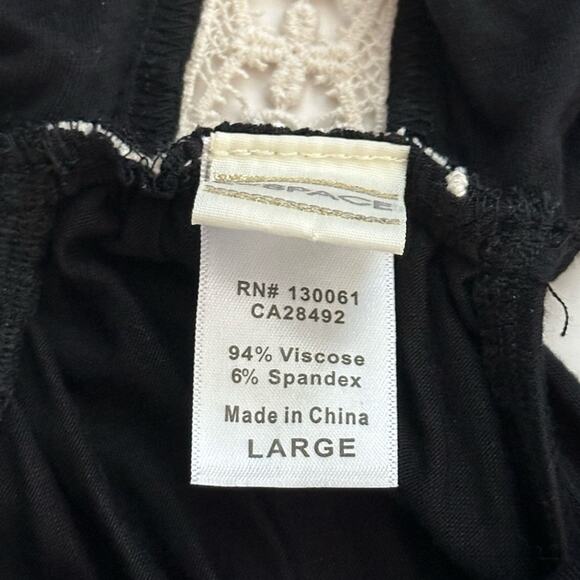 SPACE
RN# 130061
CA28492
94% Viscose
6% Spandex
Made in China
LARGE